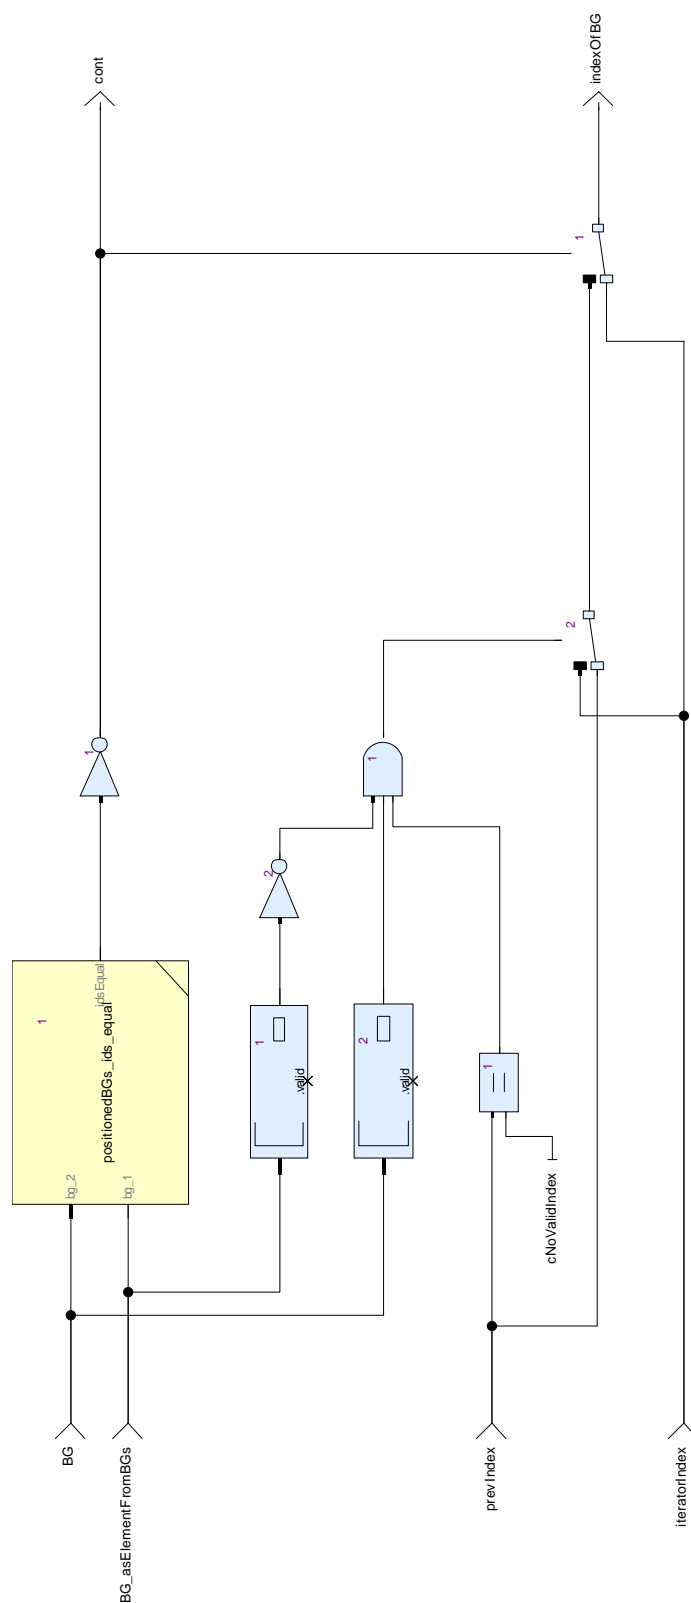 cont
indexOfBG
1
2
1
1
2
idsEqual
1
positionedBGs_ids_equal
bg_2
bg_1
1
.valid
2
.valid
1
cNoValidIndex
BG
BG_asElementFromBGs
prevIndex
iteratorIndex